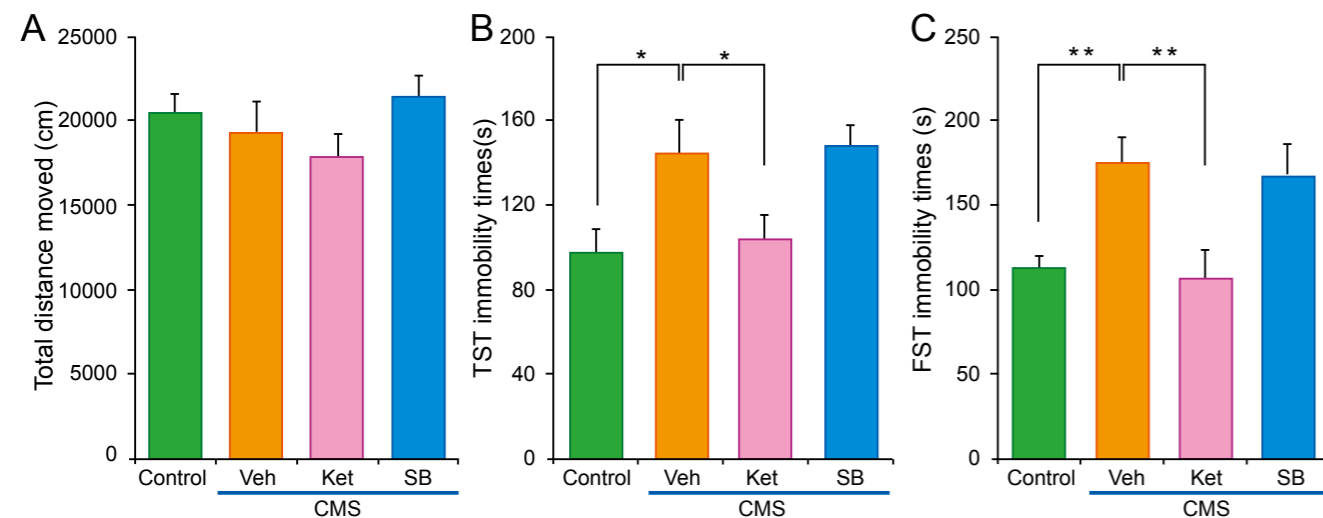 A
Total distance moved (cm)
25000
20000
15000
10000
5000
0
Control Veh Ket SB
CMS
B
TST immobility times(s)
200
160
120
80
40
0
* *
Control Veh Ket SB
CMS
C
FST immobility times (s)
250
200
150
100
50
0
** **
Control Veh Ket SB
CMS